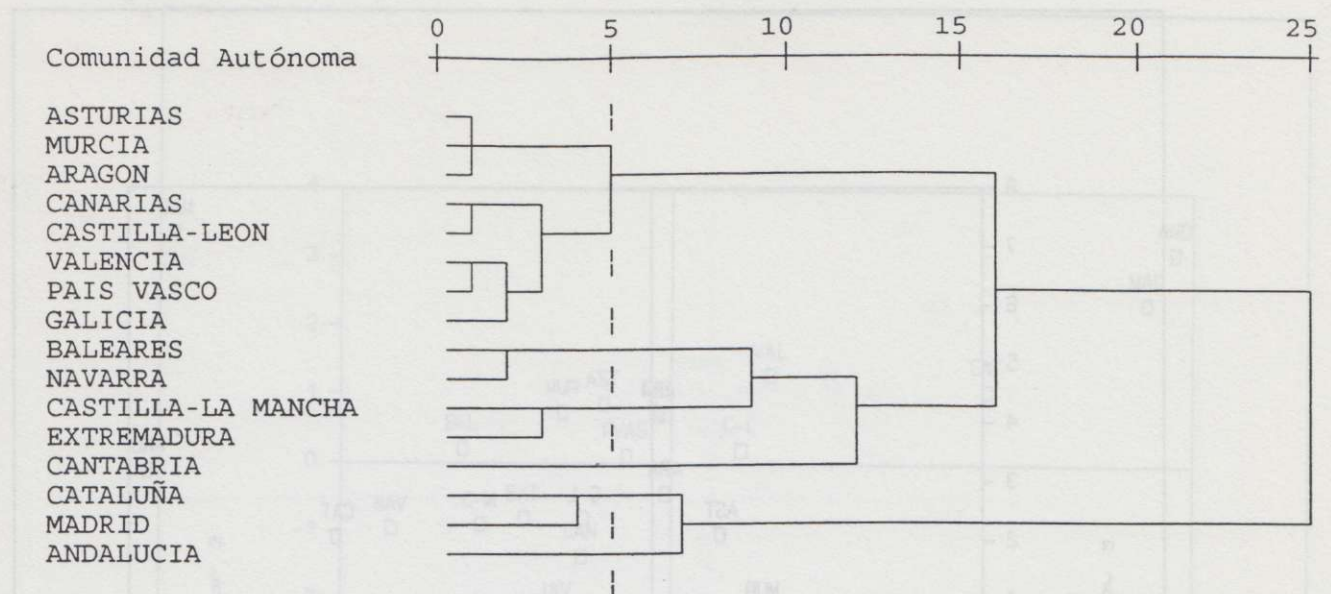 0 5 10 15 20 25
Comunidad Autónoma
ASTURIAS
MURCIA
ARAGON
CANARIAS
CASTILLA-LEON
VALENCIA
PAIS VASCO
GALICIA
BALEARES
NAVARRA
CASTILLA-LA MANCHA
EXTREMADURA
CANTABRIA
CATALUÑA
MADRID
ANDALUCIA